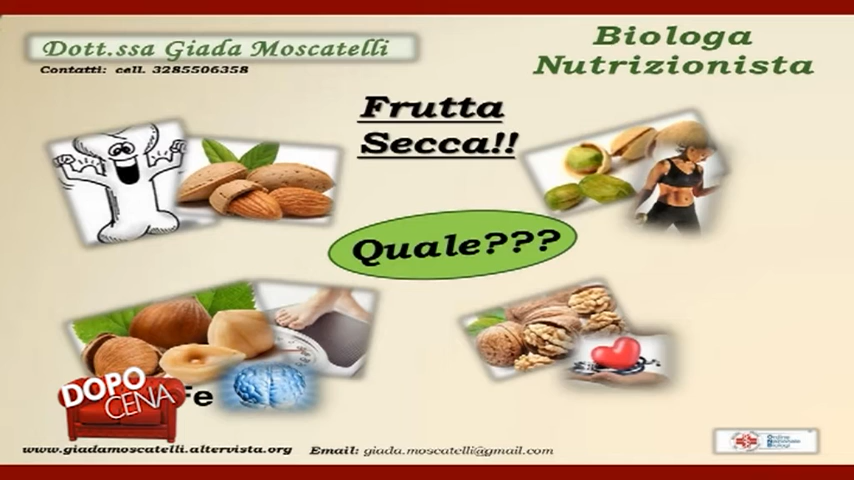 Dott.ssa Giada Moscatelli
Contatti: cell. 3285506358
Biologa
Nutrizionista
Frutta
Secca!!
Quale???
DOPO
CENA
Fe
www.giadamoscatelli.altervista.org
Email: giada.moscatelli@gmail.com